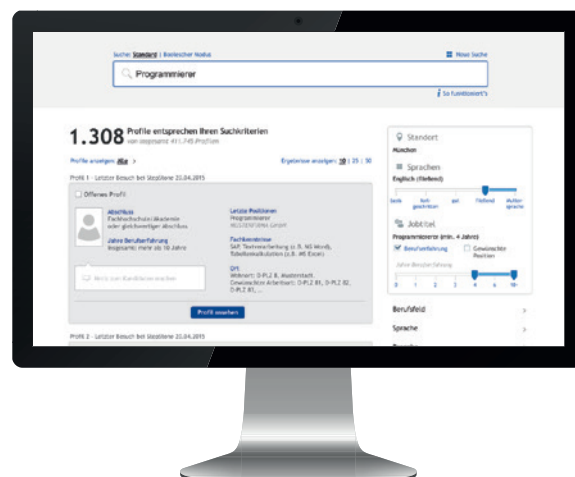 Suche: Standard | Boolescher Modus
Neue Suche
Programmierer
So funktioniert's
1.308 Profile entsprechen Ihren Suchkriterien
von insgesamt 411.745 Profilen
Profile anzeigen: Alle >
Ergebnisse anzeigen: 10 | 25 | 50
Profil 1 - Letzter Besuch bei StepStone 23.04.2015
Offenes Profil
Abschluss
Fachhochschule/Akademie
oder gleichwertiger Abschluss
Jahre Berufserfahrung
Insgesamt: mehr als 10 Jahre
Notiz zum Kandidaten machen
Letzte Positionen
Programmierer
MUSTERFIRMA GmbH
Fachkenntnisse
SAP, Textverarbeitung (z.B. MS Word),
Tabellenkalkulation (z.B. MS Excel)
Ort
Wohnort: D-PLZ 8, Musterstadt,
Gewünschter Arbeitsort: D-PLZ 81, D-PLZ 82,
D-PLZ 81, ...
Profil ansehen
Profil 2 - Letzter Besuch bei StepStone 23.04.2015
Standort
München
Sprachen
Englisch (fließend)
gut
fließend
Mutter-
sprache
Jobtitel
Programmierer (min. 4 Jahre)
Berufserfahrung
Gewünschte
Position
Jahre Berufserfahrung
0 1 2 3 4 10+
Berufsfeld >
Sprache >